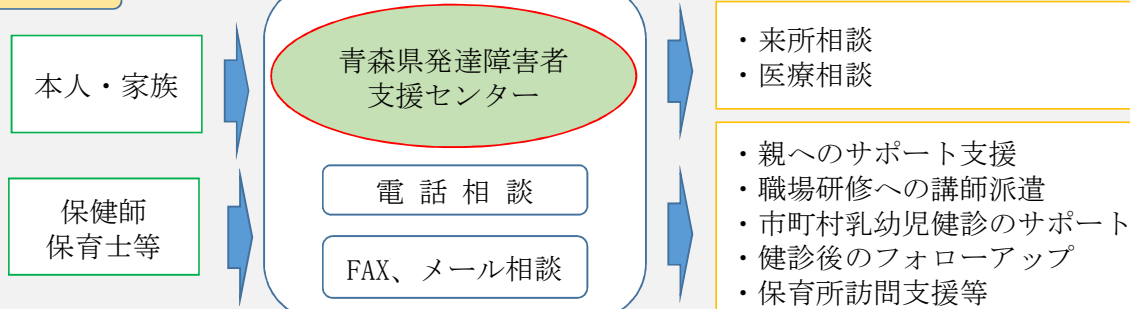 本人・家族
保健師
保育士等
青森県発達障害者
支援センター
電 話 相 談
FAX、メール相談
・来所相談
・医療相談
・親へのサポート支援
・職場研修への講師派遣
・市町村乳幼児健診のサポート
・健診後のフォローアップ
・保育所訪問支援等